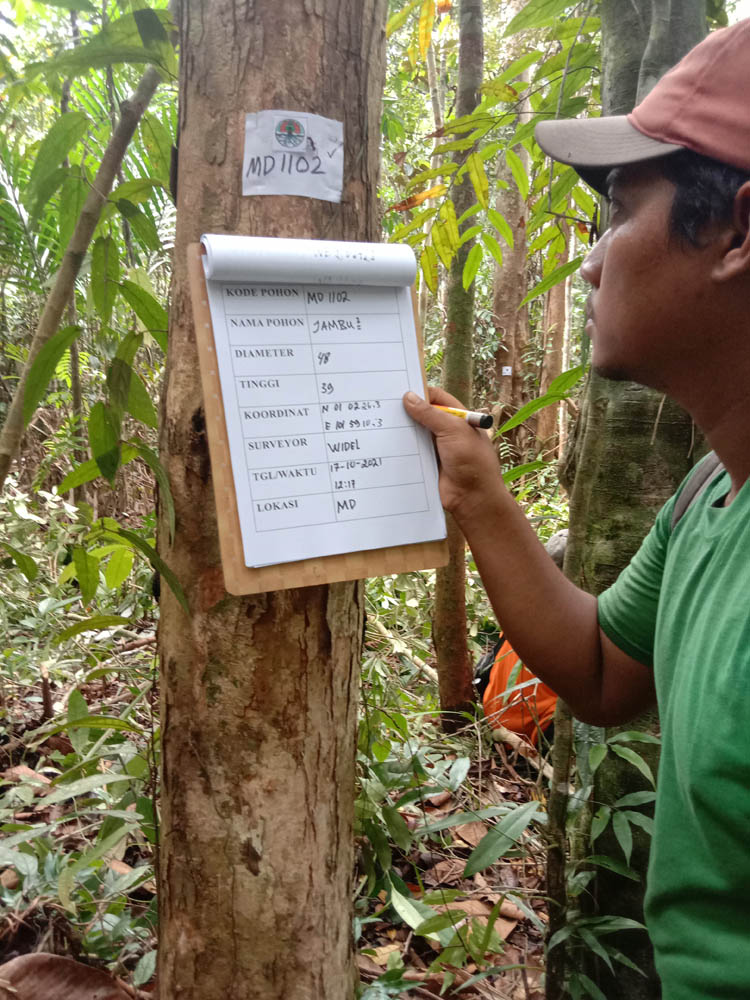 MD 1102
KODE POHON MD 1102
NAMA POHON JAMBU²
DIAMETER 48
TINGGI 39
KOORDINAT N 01 02 26.3
E 101 59 10.3
SURVEYOR WIDEL
TGL/WAKTU 17-10-2021
12:17
LOKASI MD